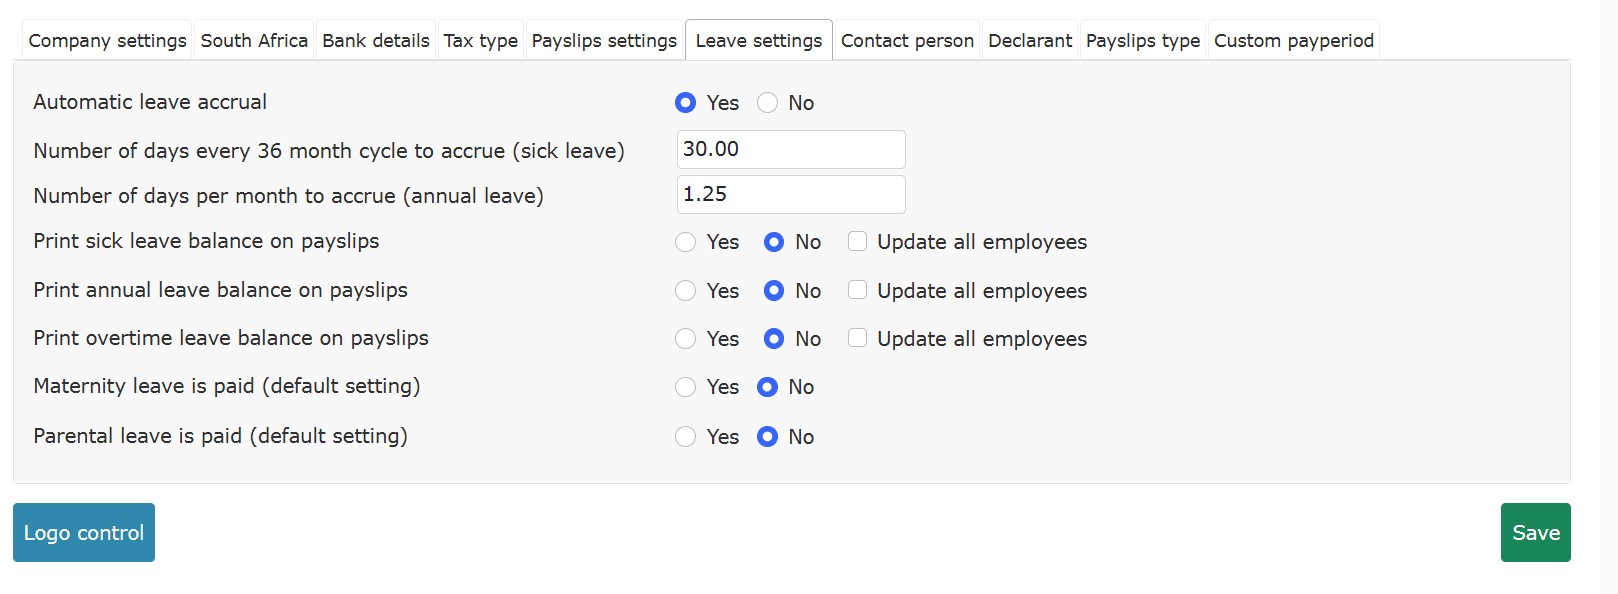 Company settings South Africa Bank details Tax type Payslips settings Leave settings Contact person Declarant Payslips type Custom payperiod
Automatic leave accrual Yes No
Number of days every 36 month cycle to accrue (sick leave) 30.00
Number of days per month to accrue (annual leave) 1.25
Print sick leave balance on payslips Yes No Update all employees
Print annual leave balance on payslips Yes No Update all employees
Print overtime leave balance on payslips Yes No Update all employees
Maternity leave is paid (default setting) Yes No
Parental leave is paid (default setting) Yes No
Logo control Save